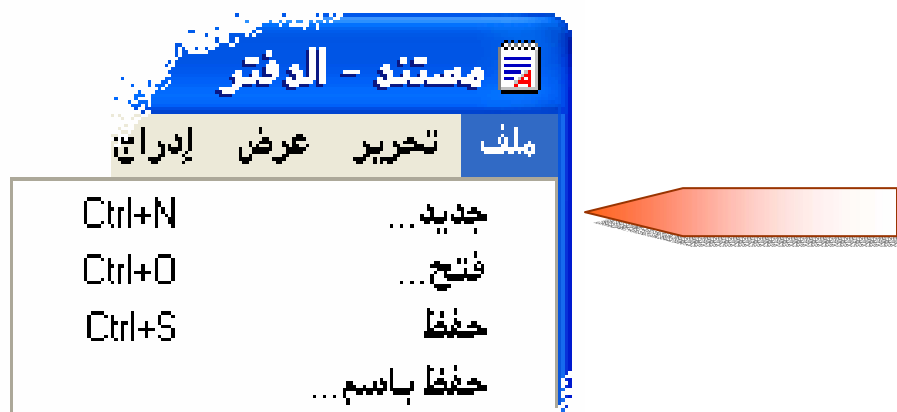 مستند - الدفتر
ملف تحرير عرض إدراج
جديد... Ctrl+N
فتح... Ctrl+O
حفظ Ctrl+S
حفظ باسم...